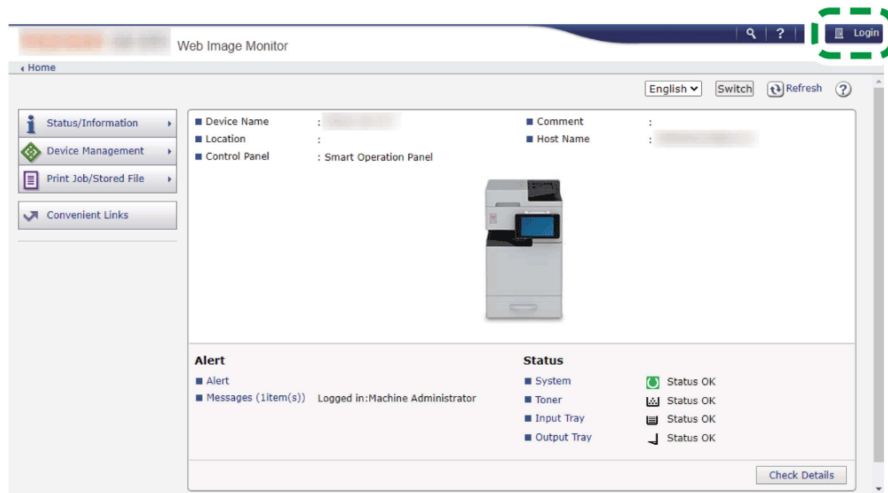 ? Login
Web Image Monitor
Home
English Switch Refresh ?
Status/Information
Device Management
Print Job/Stored File
Convenient Links
Device Name :
Comment :
Location :
Host Name :
Control Panel : Smart Operation Panel
Alert
Status
Alert
System Status OK
Messages (1item(s)) Logged in:Machine Administrator
Toner Status OK
Input Tray Status OK
Output Tray Status OK
Check Details